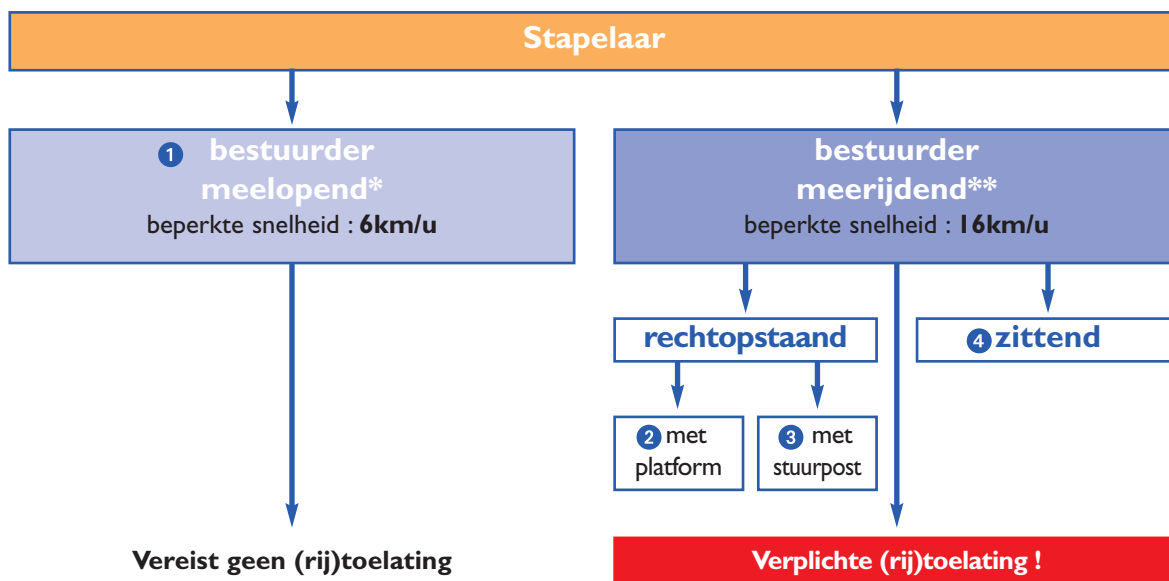 Stapelaar
1 bestuurder
meelopend*
beperkte snelheid : 6km/u
bestuurder
meerijdend**
beperkte snelheid : 16km/u
rechtopstaand
4 zittend
2 met
platform
3 met
stuurpost
Vereist geen (rij)toelating
Verplichte (rij)toelating !